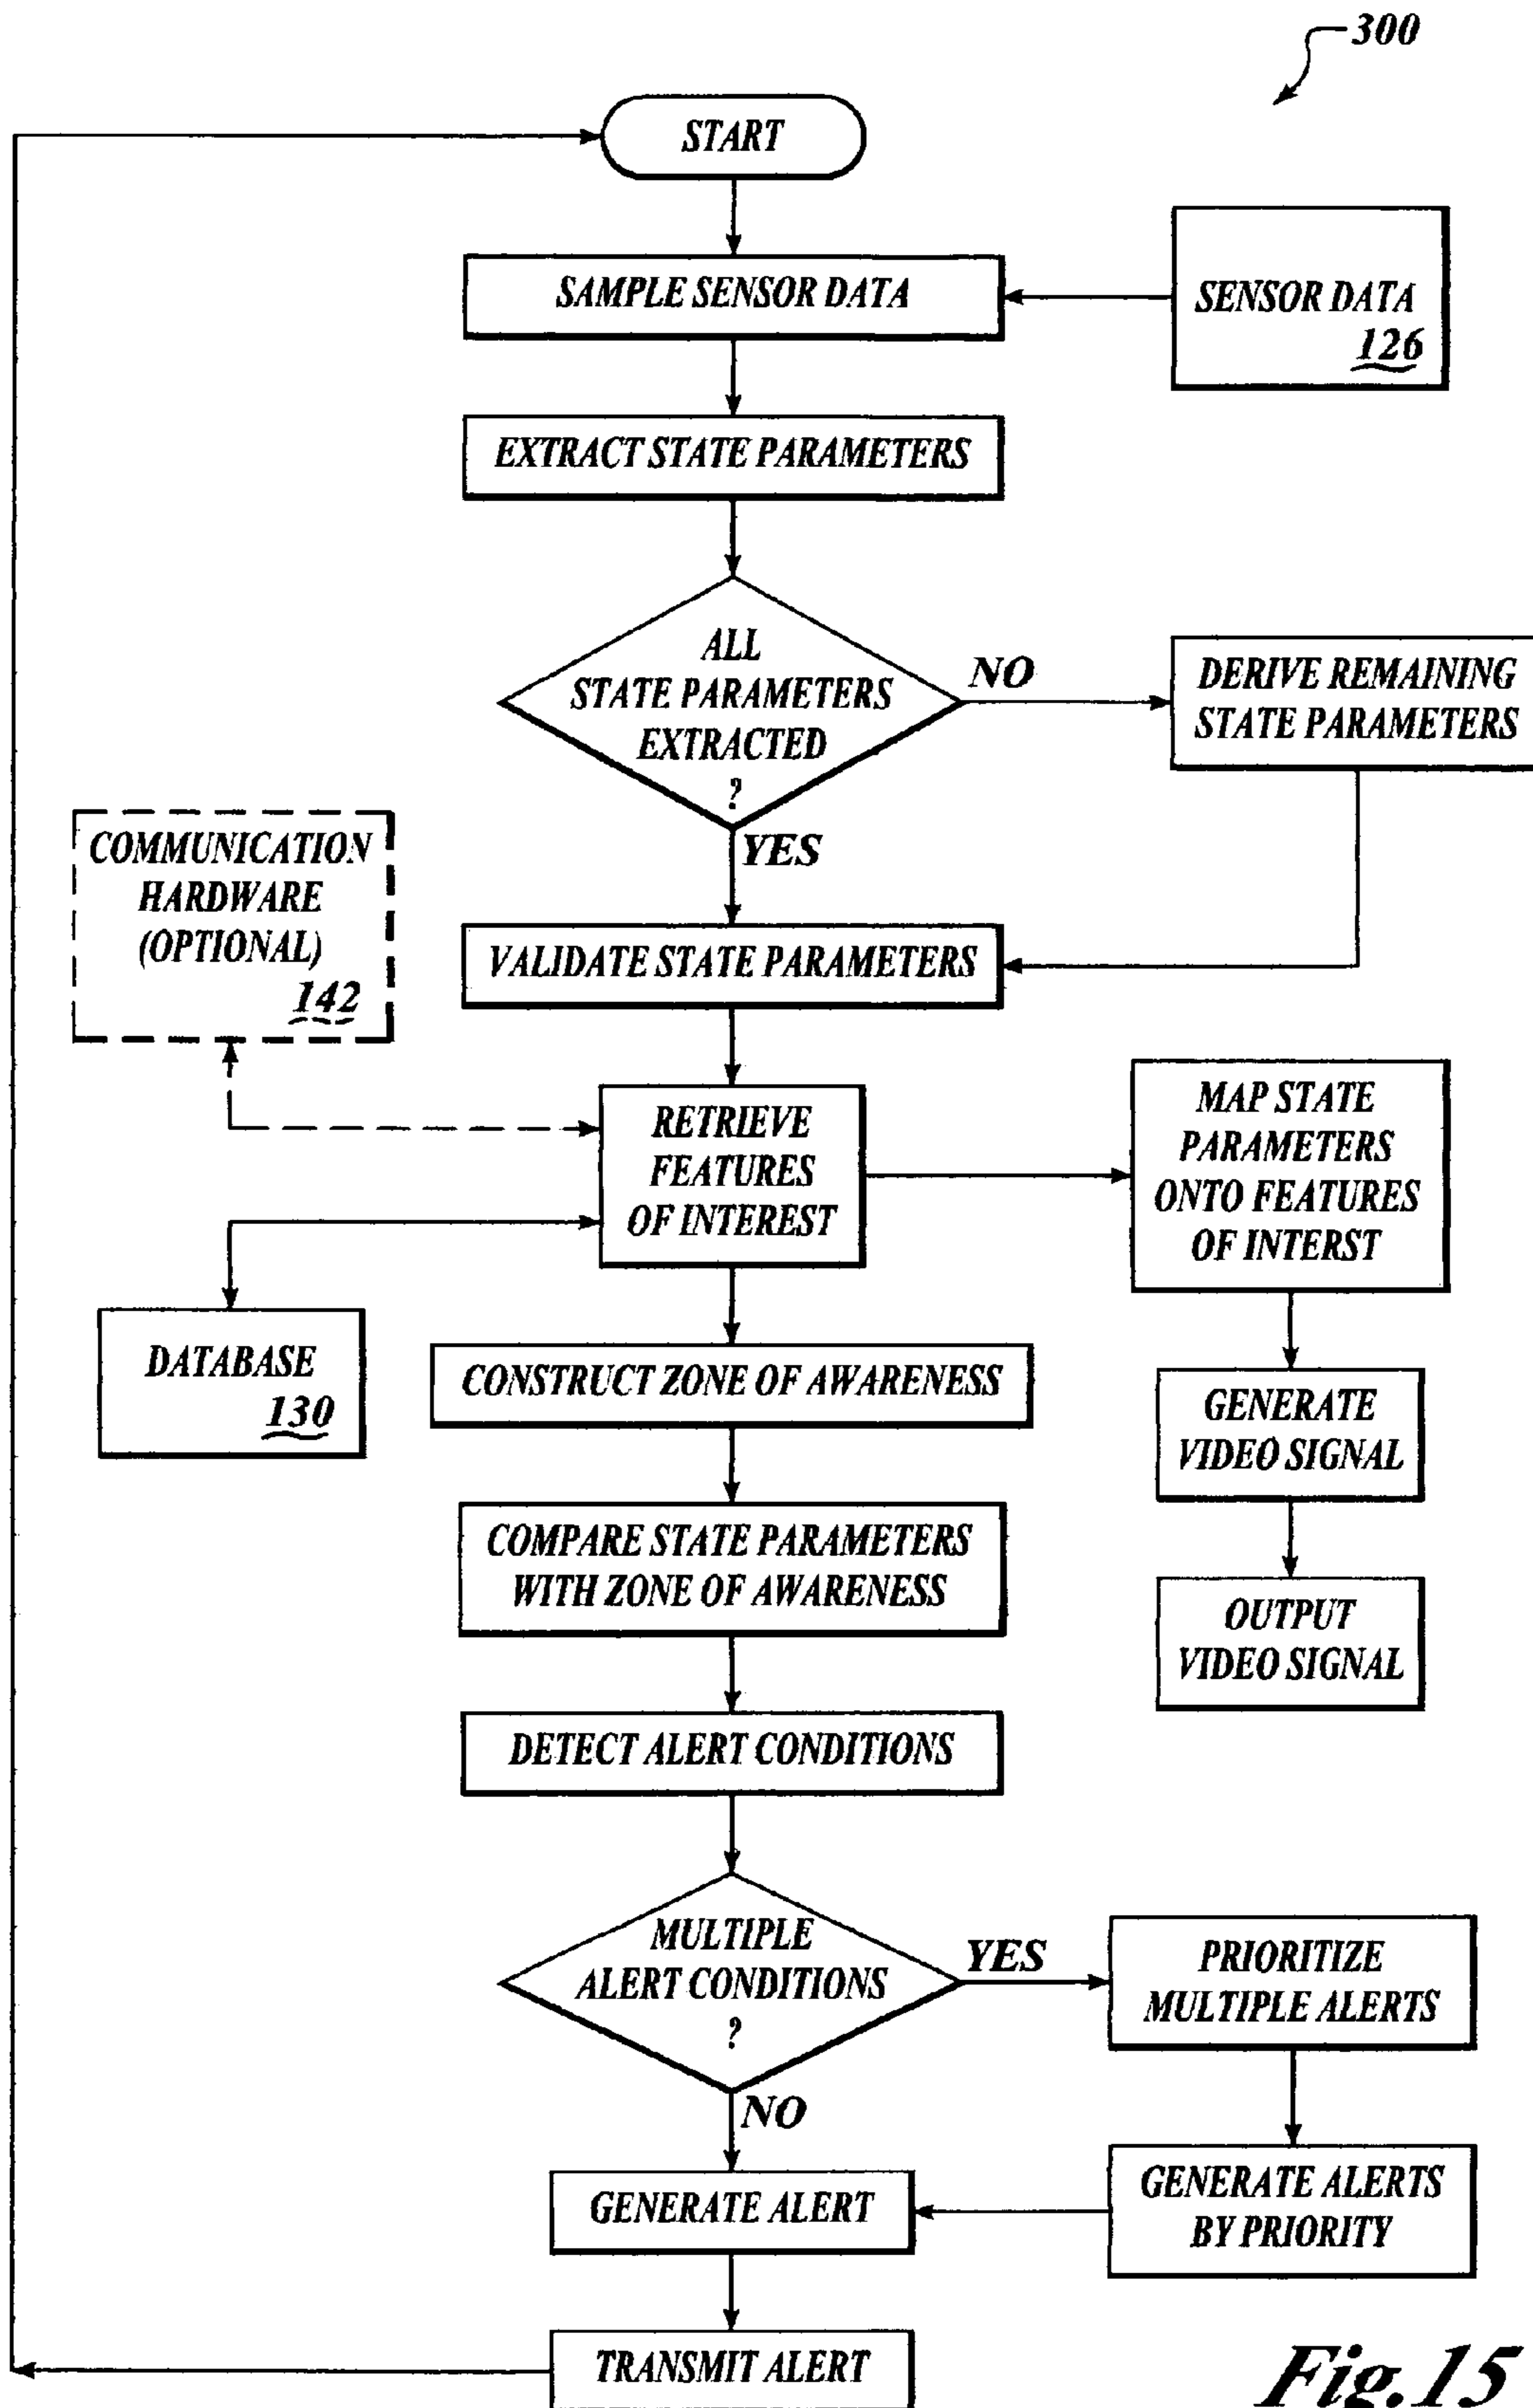 300
START
SAMPLE SENSOR DATA
SENSOR DATA
126
EXTRACT STATE PARAMETERS
ALL
STATE PARAMETERS
EXTRACTED
?
NO
DERIVE REMAINING
STATE PARAMETERS
YES
COMMUNICATION
HARDWARE
(OPTIONAL)
142
VALIDATE STATE PARAMETERS
RETRIEVE
FEATURES
OF INTEREST
MAP STATE
PARAMETERS
ONTO FEATURES
OF INTERST
DATABASE
130
CONSTRUCT ZONE OF AWARENESS
GENERATE
VIDEO SIGNAL
COMPARE STATE PARAMETERS
WITH ZONE OF AWARENESS
OUTPUT
VIDEO SIGNAL
DETECT ALERT CONDITIONS
MULTIPLE
ALERT CONDITIONS
?
YES
PRIORITIZE
MULTIPLE ALERTS
NO
GENERATE ALERT
GENERATE ALERTS
BY PRIORITY
TRANSMIT ALERT
Fig.15